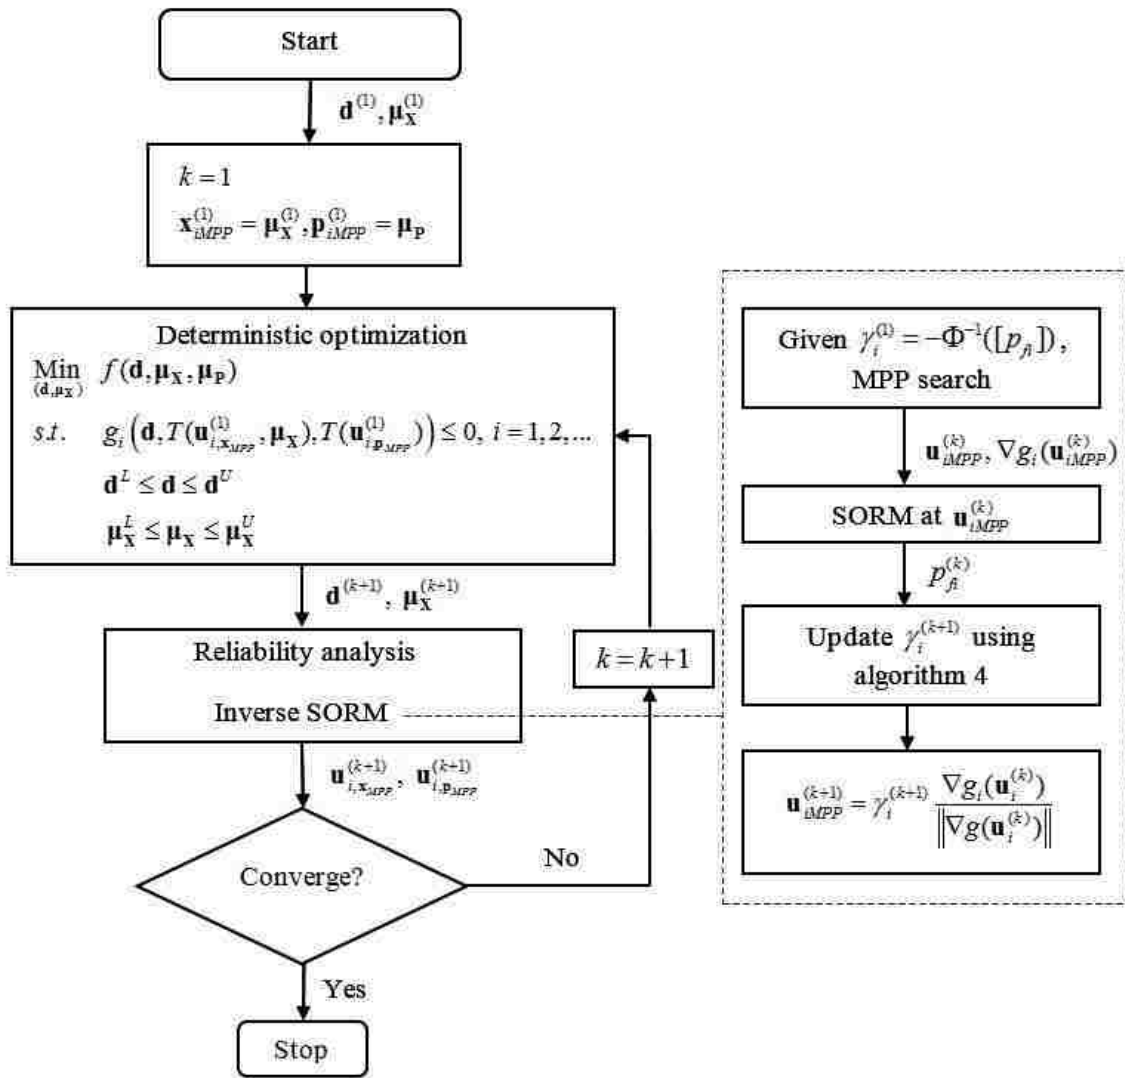 Start
d^(1), μ_X^(1)
k = 1
x_iMPP^(1) = μ_X^(1), p_iMPP^(1) = μ_P
Deterministic optimization
Min f(d, μ_X, μ_P)
(d,μ_X)
s.t. g_i(d, T(u_i,x_MPP^(1), μ_X), T(u_i,p_MPP^(1))) ≤ 0, i = 1, 2, ...
d^L ≤ d ≤ d^U
μ_X^L ≤ μ_X ≤ μ_X^U
d^(k+1), μ_X^(k+1)
Reliability analysis
Inverse SORM
k = k+1
u_i,x_MPP^(k+1), u_i,p_MPP^(k+1)
Converge?
No
Yes
Stop
Given γ_i^(1) = −Φ^−1([p_fi]),
MPP search
u_iMPP^(k), ∇g_i(u_iMPP^(k))
SORM at u_iMPP^(k)
p_fi^(k)
Update γ_i^(k+1) using
algorithm 4
u_iMPP^(k+1) = γ_i^(k+1) ∇g_i(u_i^(k)) / ‖∇g(u_i^(k))‖